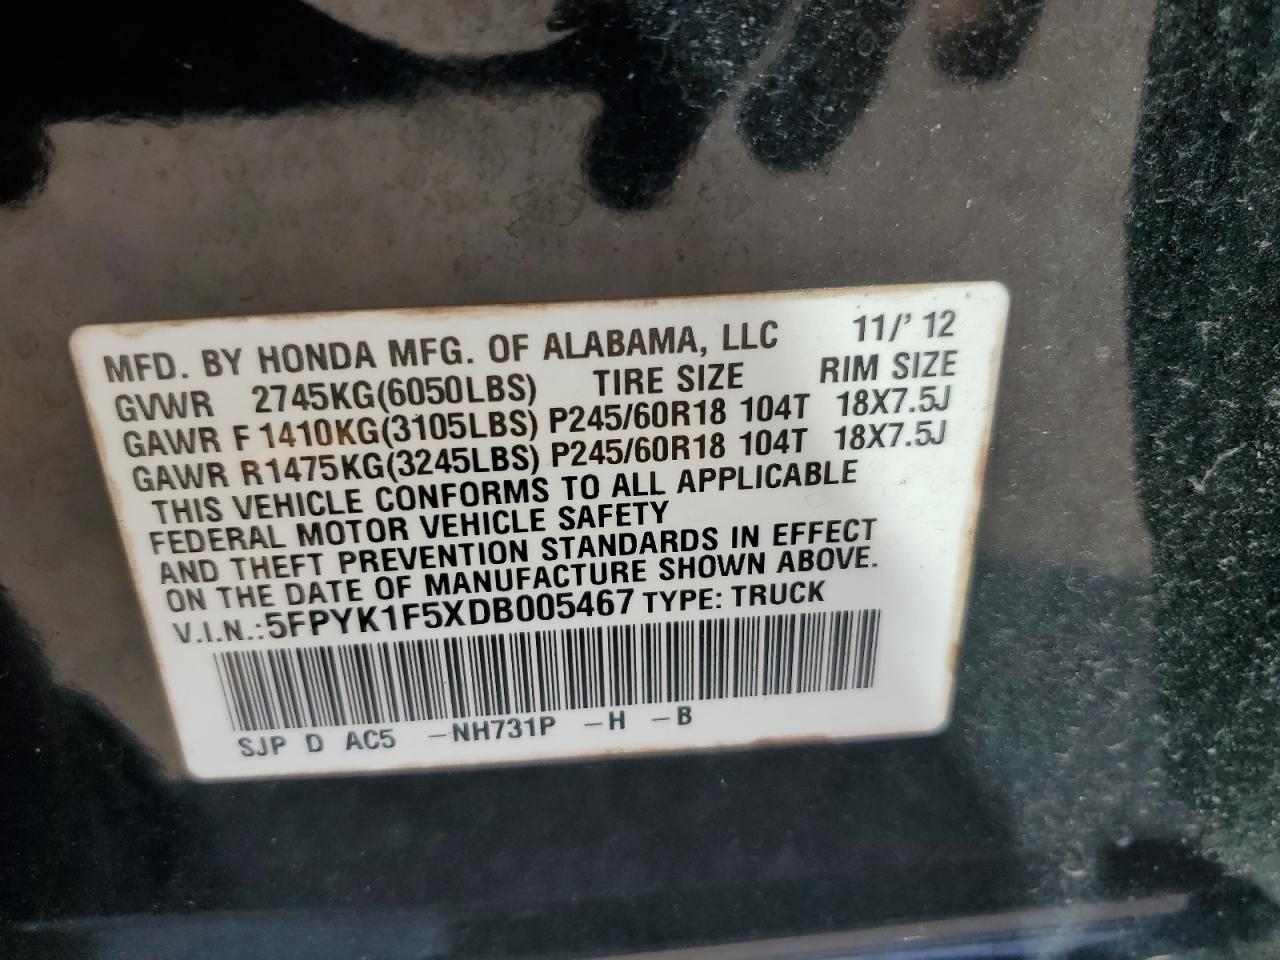 MFD. BY HONDA MFG. OF ALABAMA, LLC 11/'12
GVWR 2745KG(6050LBS) TIRE SIZE RIM SIZE
GAWR F 1410KG(3105LBS) P245/60R18 104T 18X7.5J
GAWR R1475KG(3245LBS) P245/60R18 104T 18X7.5J
THIS VEHICLE CONFORMS TO ALL APPLICABLE
FEDERAL MOTOR VEHICLE SAFETY
AND THEFT PREVENTION STANDARDS IN EFFECT
ON THE DATE OF MANUFACTURE SHOWN ABOVE.
V.I.N.:5FPYK1F5XDB005467 TYPE: TRUCK
SJP D AC5 -NH731P -H -B